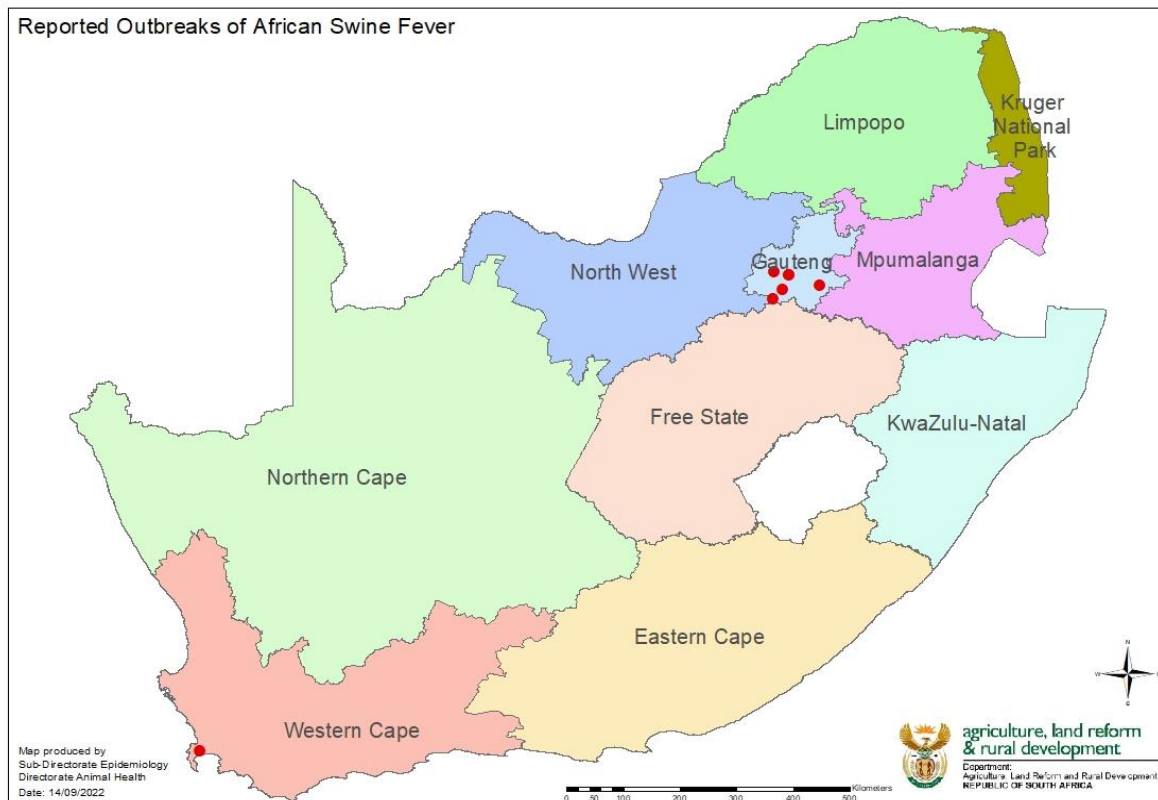 Reported Outbreaks of African Swine Fever
Limpopo
Kruger
National
Park
North West
Gauteng
Mpumalanga
Free State
KwaZulu-Natal
Northern Cape
Eastern Cape
Western Cape
N
W
S
Map produced by
Sub-Directorate Epidemiology
Directorate Animal Health
Date: 14/09/2022
Kilometers
0 50 100 200 300 400 500
agriculture, land reform
& rural development
Department:
Agriculture, Land Reform and Rural Development
REPUBLIC OF SOUTH AFRICA